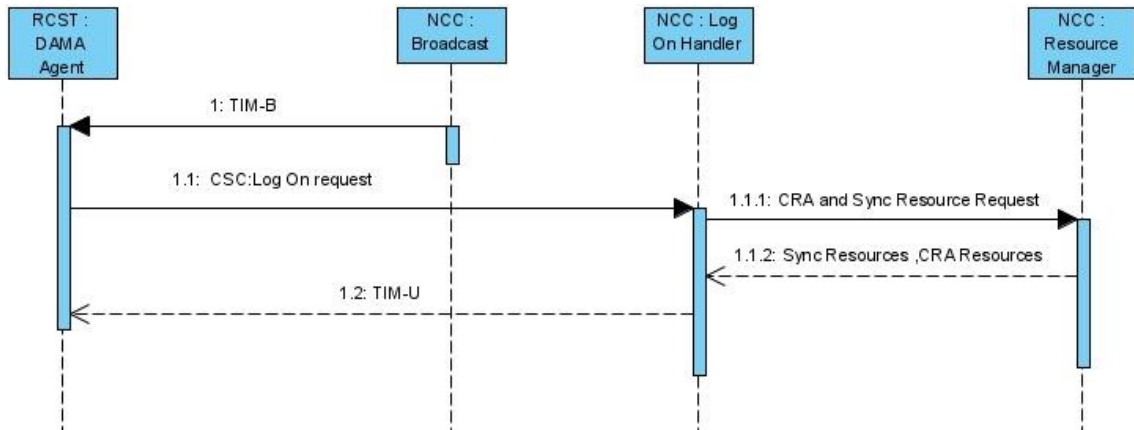 RCST :
DAMA
Agent
NCC :
Broadcast
NCC : Log
On Handler
NCC :
Resource
Manager
1: TIM-B
1.1: CSC:Log On request
1.1.1: CRA and Sync Resource Request
1.1.2: Sync Resources ,CRA Resources
1.2: TIM-U